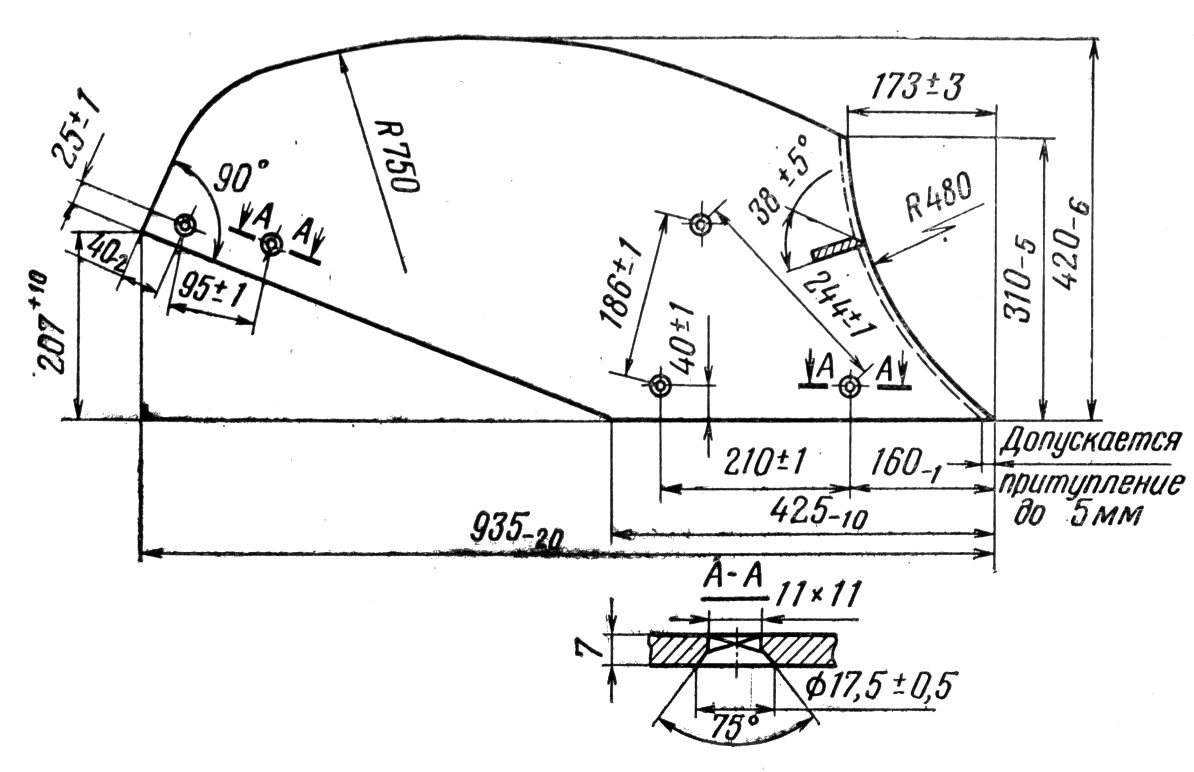 173±3
25±1
90°
R750
38±5°
R480
А
А
40-2
95±1
207+10
186±1
40±1
244±1
310-5
420-6
А
А
210±1
160-1
Допускается
притупление
до 5мм
425-10
935-20
А-А
11×11
7
ϕ17,5±0,5
75°